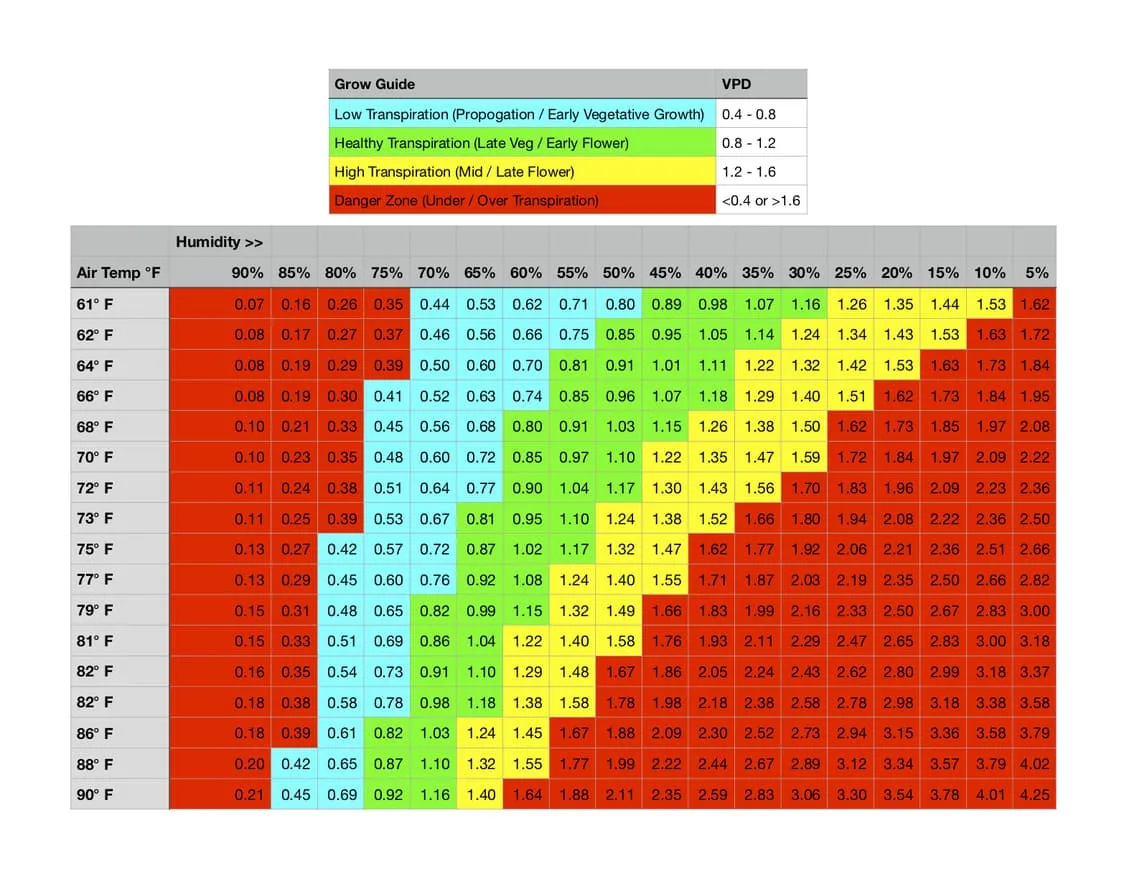 Grow Guide VPD
Low Transpiration (Propogation / Early Vegetative Growth) 0.4 - 0.8
Healthy Transpiration (Late Veg / Early Flower) 0.8 - 1.2
High Transpiration (Mid / Late Flower) 1.2 - 1.6
Danger Zone (Under / Over Transpiration) <0.4 or >1.6
Humidity >>
Air Temp °F 90% 85% 80% 75% 70% 65% 60% 55% 50% 45% 40% 35% 30% 25% 20% 15% 10% 5%
61° F 0.07 0.16 0.26 0.35 0.44 0.53 0.62 0.71 0.80 0.89 0.98 1.07 1.16 1.26 1.35 1.44 1.53 1.62
62° F 0.08 0.17 0.27 0.37 0.46 0.56 0.66 0.75 0.85 0.95 1.05 1.14 1.24 1.34 1.43 1.53 1.63 1.72
64° F 0.08 0.19 0.29 0.39 0.50 0.60 0.70 0.81 0.91 1.01 1.11 1.22 1.32 1.42 1.53 1.63 1.73 1.84
66° F 0.08 0.19 0.30 0.41 0.52 0.63 0.74 0.85 0.96 1.07 1.18 1.29 1.40 1.51 1.62 1.73 1.84 1.95
68° F 0.10 0.21 0.33 0.45 0.56 0.68 0.80 0.91 1.03 1.15 1.26 1.38 1.50 1.62 1.73 1.85 1.97 2.08
70° F 0.10 0.23 0.35 0.48 0.60 0.72 0.85 0.97 1.10 1.22 1.35 1.47 1.59 1.72 1.84 1.97 2.09 2.22
72° F 0.11 0.24 0.38 0.51 0.64 0.77 0.90 1.04 1.17 1.30 1.43 1.56 1.70 1.83 1.96 2.09 2.23 2.36
73° F 0.11 0.25 0.39 0.53 0.67 0.81 0.95 1.10 1.24 1.38 1.52 1.66 1.80 1.94 2.08 2.22 2.36 2.50
75° F 0.13 0.27 0.42 0.57 0.72 0.87 1.02 1.17 1.32 1.47 1.62 1.77 1.92 2.06 2.21 2.36 2.51 2.66
77° F 0.13 0.29 0.45 0.60 0.76 0.92 1.08 1.24 1.40 1.55 1.71 1.87 2.03 2.19 2.35 2.50 2.66 2.82
79° F 0.15 0.31 0.48 0.65 0.82 0.99 1.15 1.32 1.49 1.66 1.83 1.99 2.16 2.33 2.50 2.67 2.83 3.00
81° F 0.15 0.33 0.51 0.69 0.86 1.04 1.22 1.40 1.58 1.76 1.93 2.11 2.29 2.47 2.65 2.83 3.00 3.18
82° F 0.16 0.35 0.54 0.73 0.91 1.10 1.29 1.48 1.67 1.86 2.05 2.24 2.43 2.62 2.80 2.99 3.18 3.37
82° F 0.18 0.38 0.58 0.78 0.98 1.18 1.38 1.58 1.78 1.98 2.18 2.38 2.58 2.78 2.98 3.18 3.38 3.58
86° F 0.18 0.39 0.61 0.82 1.03 1.24 1.45 1.67 1.88 2.09 2.30 2.52 2.73 2.94 3.15 3.36 3.58 3.79
88° F 0.20 0.42 0.65 0.87 1.10 1.32 1.55 1.77 1.99 2.22 2.44 2.67 2.89 3.12 3.34 3.57 3.79 4.02
90° F 0.21 0.45 0.69 0.92 1.16 1.40 1.64 1.88 2.11 2.35 2.59 2.83 3.06 3.30 3.54 3.78 4.01 4.25